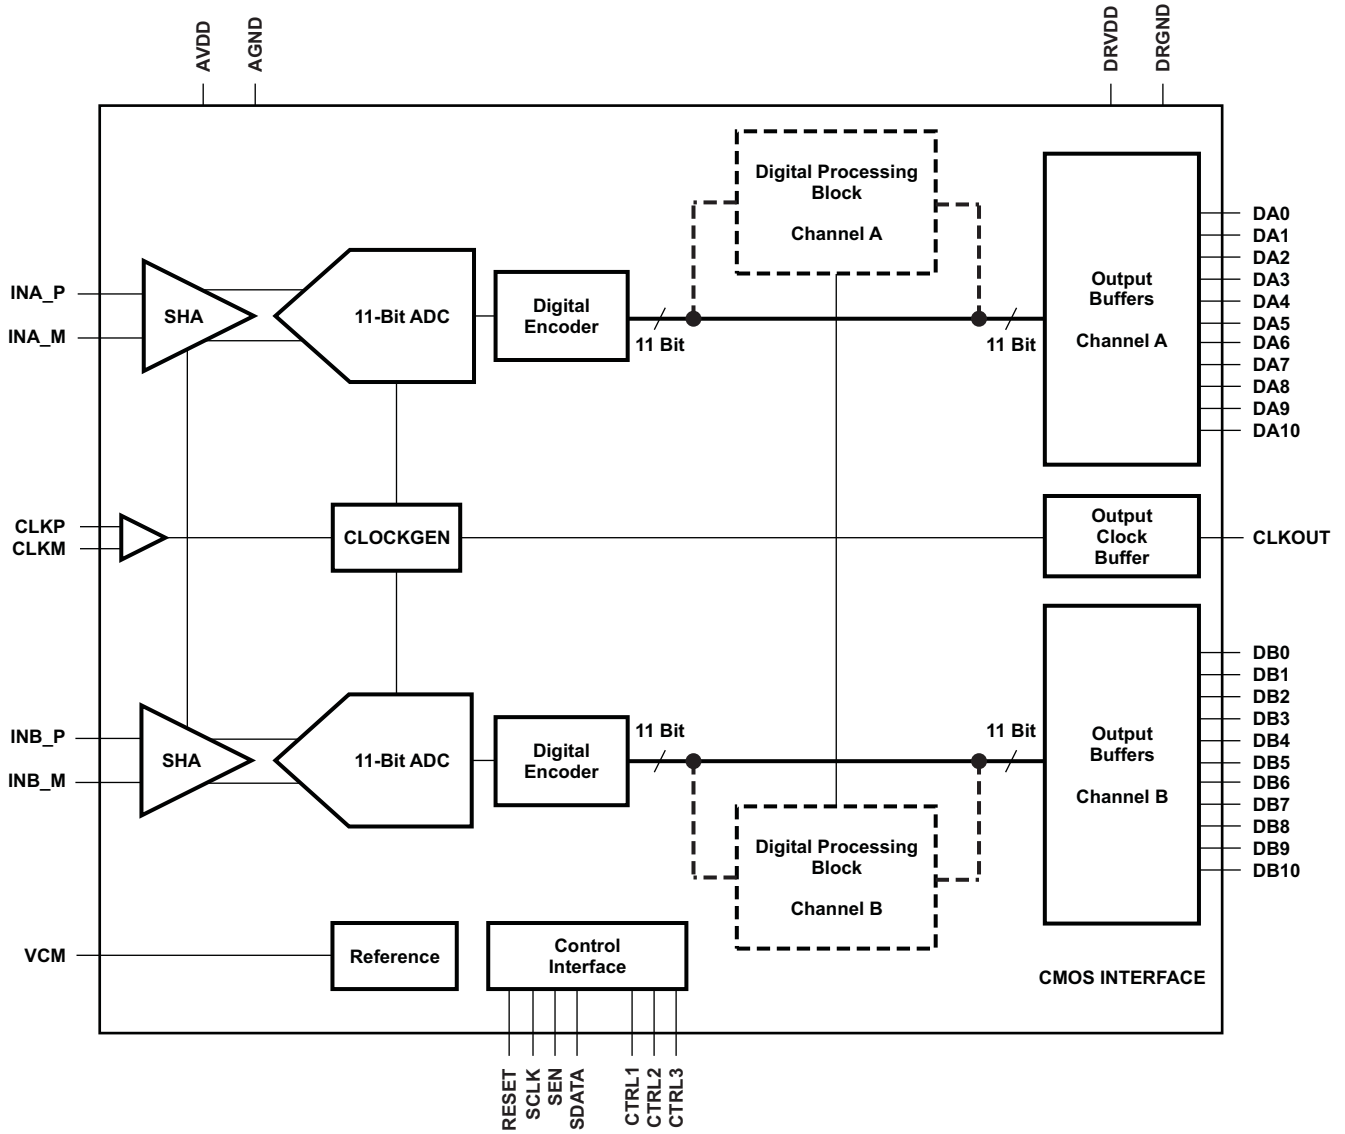 AVDD
AGND
DRVDD
DRGND
Digital Processing
Block
Channel A
INA_P
INA_M
SHA
11-Bit ADC
Digital
Encoder
11 Bit
11 Bit
Output
Buffers
Channel A
DA0
DA1
DA2
DA3
DA4
DA5
DA6
DA7
DA8
DA9
DA10
CLKP
CLKM
CLOCKGEN
Output
Clock
Buffer
CLKOUT
INB_P
INB_M
SHA
11-Bit ADC
Digital
Encoder
11 Bit
11 Bit
Output
Buffers
Channel B
DB0
DB1
DB2
DB3
DB4
DB5
DB6
DB7
DB8
DB9
DB10
Digital Processing
Block
Channel B
VCM
Reference
Control
Interface
CMOS INTERFACE
RESET
SCLK
SEN
SDATA
CTRL1
CTRL2
CTRL3